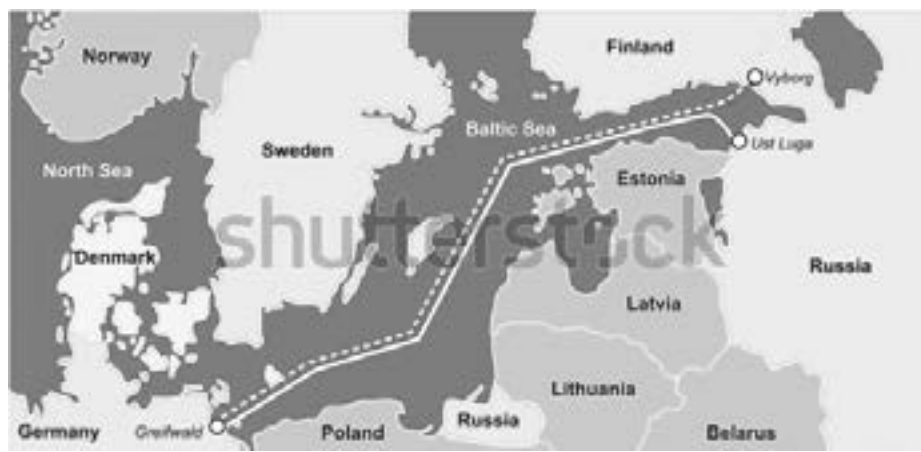 Norway
Finland
Vyborg
Baltic Sea
Sweden
Ust Luga
North Sea
Estonia
shutterstock
Denmark
Russia
Latvia
Lithuania
Russia
Germany
Greifwald
Poland
Belarus